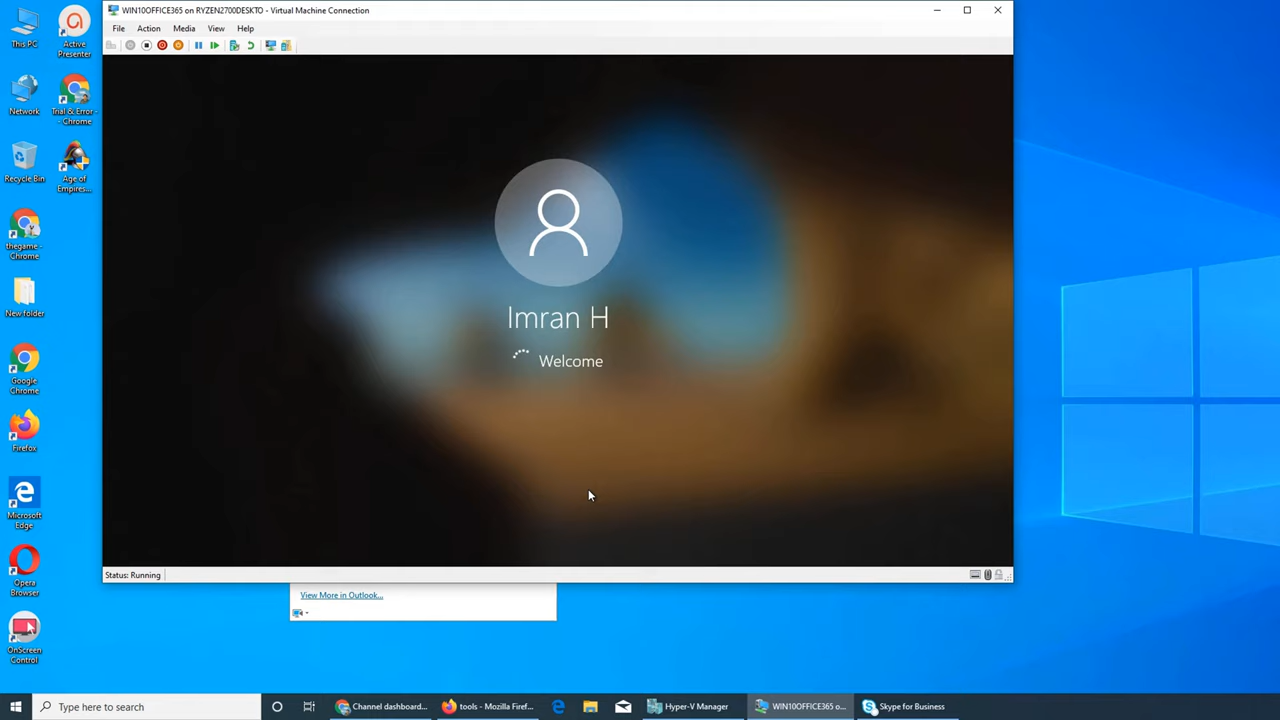 WIN10OFFICE365 on RYZEN2700DESKTO - Virtual Machine Connection
File Action Media View Help
This PC
Active
Presenter
Network
Trial & Error -
- Chrome
Recycle Bin
Age of
Empires...
thegame -
Chrome
New folder
Google
Chrome
Firefox
Microsoft
Edge
Opera
Browser
OnScreen
Control
Imran H
Welcome
Status: Running
View More in Outlook...
Type here to search
Channel dashboard...
tools - Mozilla Firef...
Hyper-V Manager
WIN10OFFICE365 o...
Skype for Business